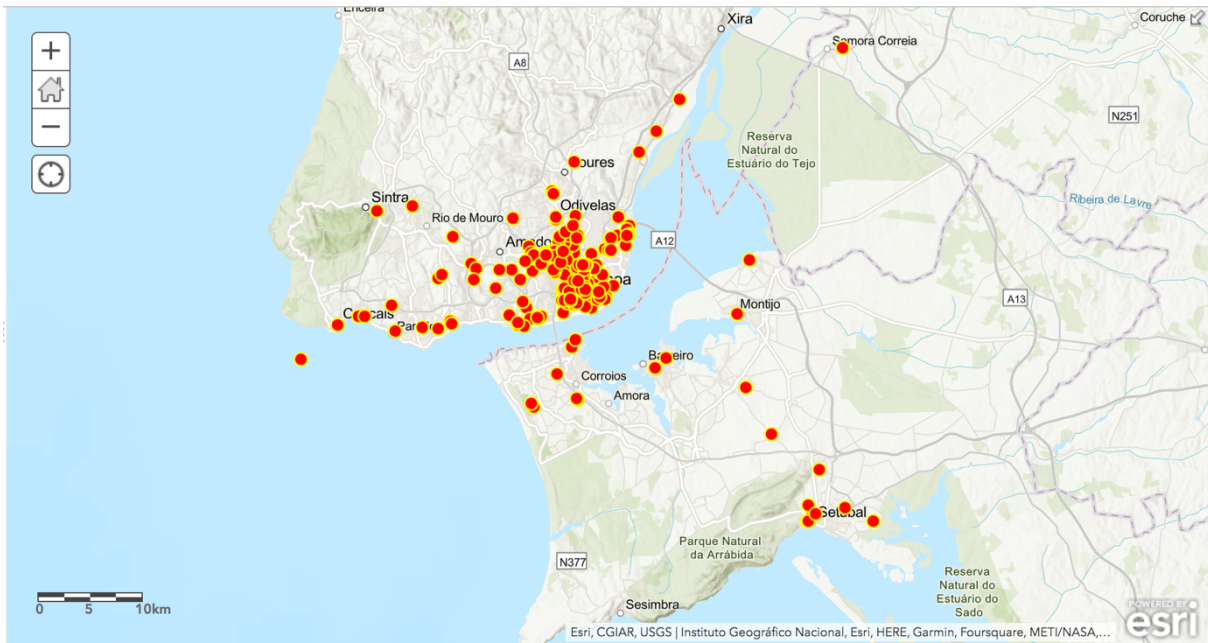 Xira
Coruche
A8
Samora Correia
N251
Reserva
Natural do
Estuário do Tejo
Sintra
Odivelas
Rio de Mouro
Ribeira de Lavre
A12
A13
Montijo
Corroios
Amora
Setúbal
Parque Natural
da Arrábida
N377
Reserva
Natural do
Estuário do
Sado
Sesimbra
0 5 10km
Esri, CGIAR, USGS | Instituto Geográfico Nacional, Esri, HERE, Garmin, Foursquare, METI/NASA,...
POWERED BY
esri